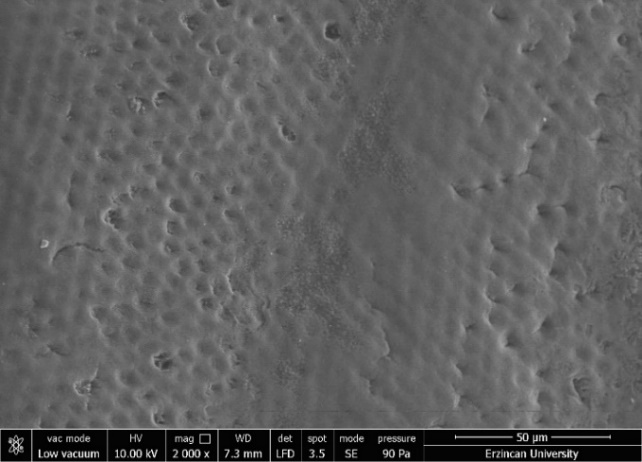 vac mode HV mag WD det spot mode pressure 50 µm
Low vacuum 10.00 kV 2 000 x 7.3 mm LFD 3.5 SE 90 Pa Erzincan University